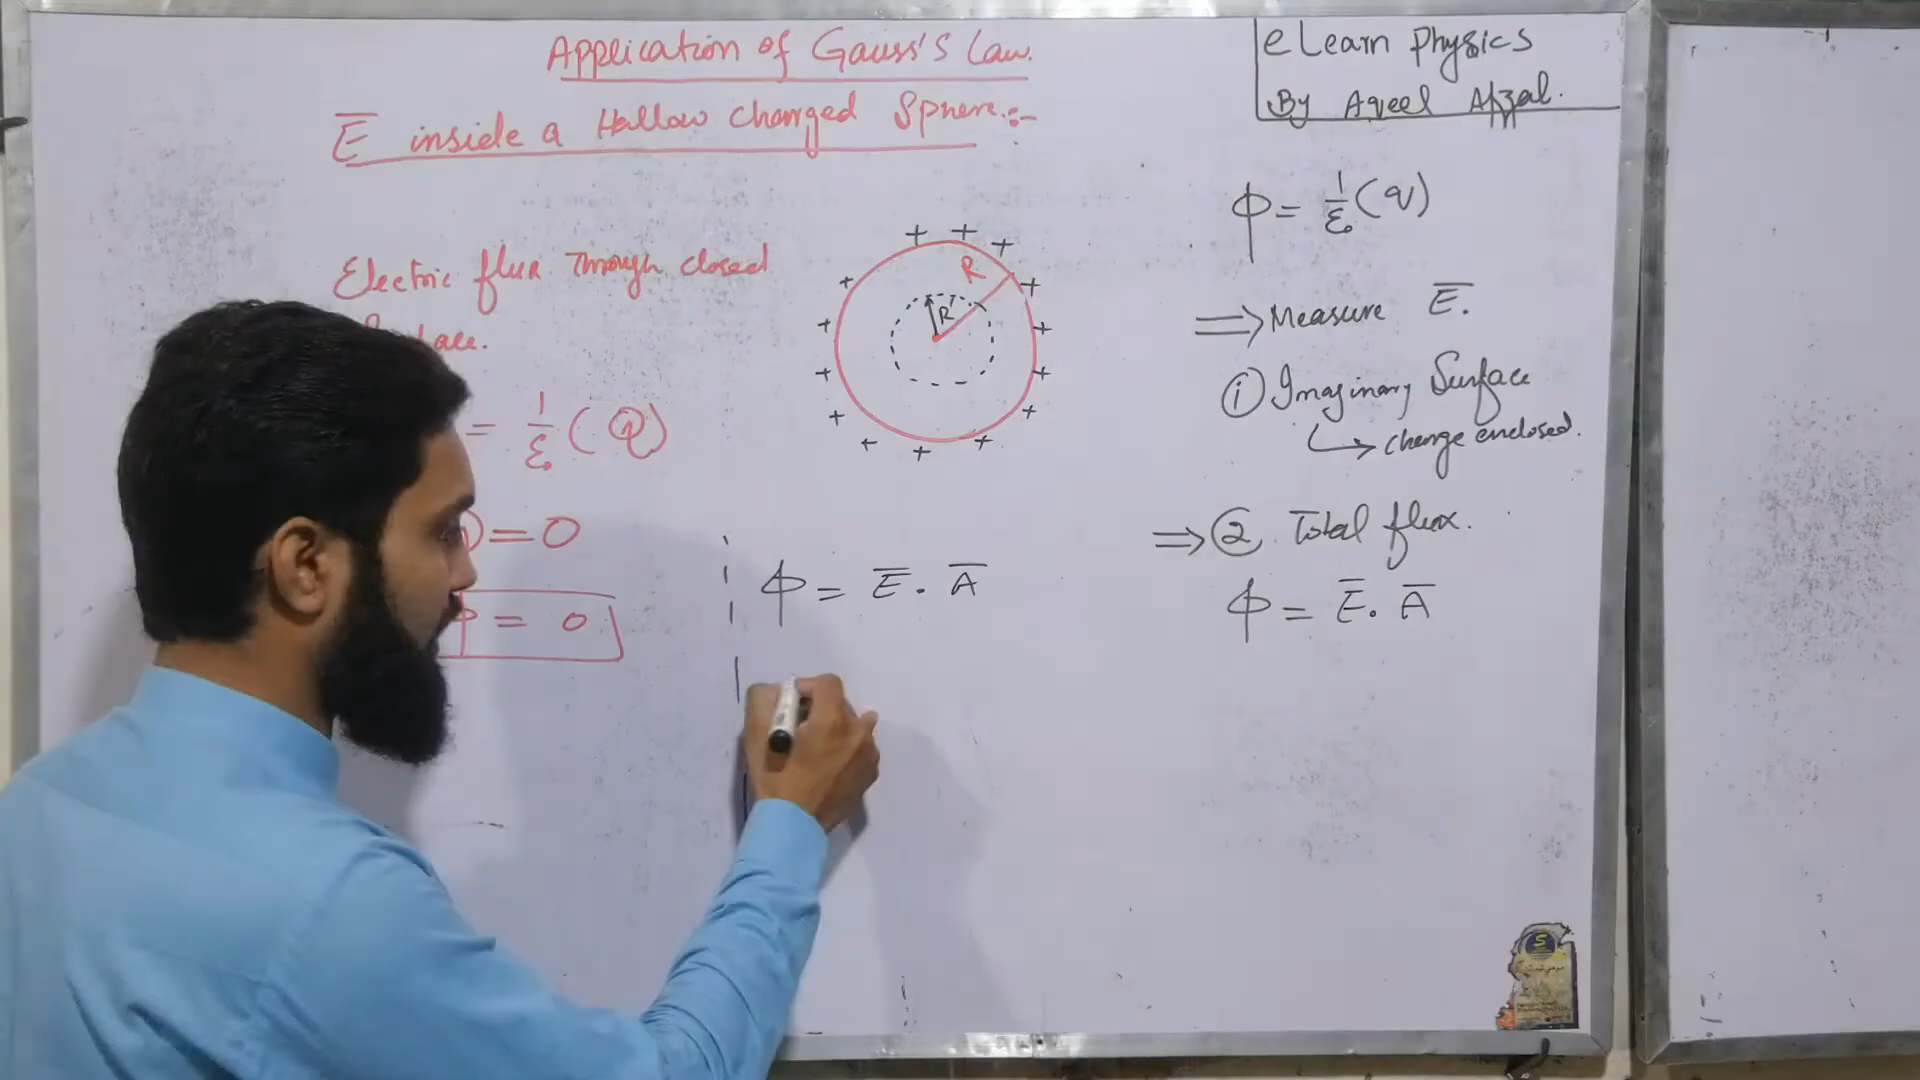 Application of Gauss's Law.
E̅ inside a Hallow charged Sphere:-
eLearn Physics
By Aqeel Afzal.
Electric flux Through closed
ace.
= 1/ε₀ (Q)
= 0
φ = 0
R
R'
φ = E̅ . A̅
φ = 1/ε₀ (q)
⇒ Measure E̅.
① Imaginary Surface
↳ charge enclosed.
⇒ ② Total flux.
φ = E̅ . A̅